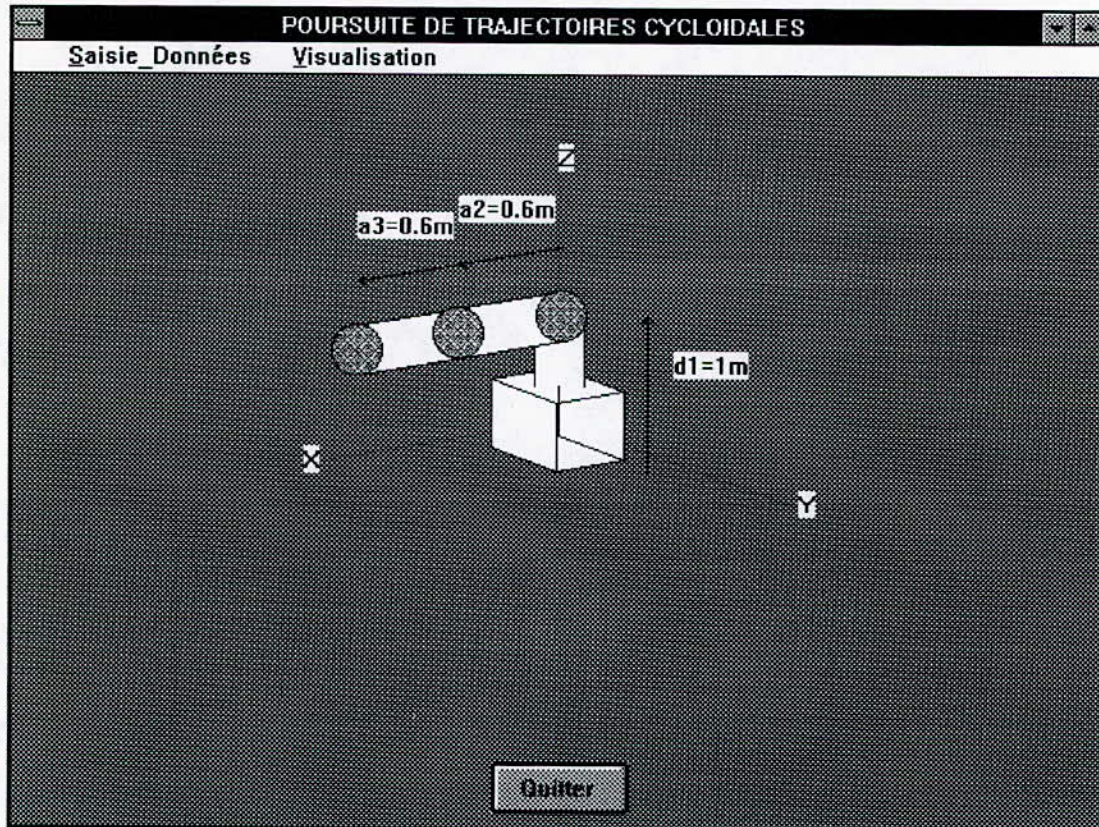 POURSUITE DE TRAJECTOIRES CYCLOIDALES
Saisie_Données Visualisation
Z
a2=0.6m
a3=0.6m
d1=1m
X
Y
Quitter